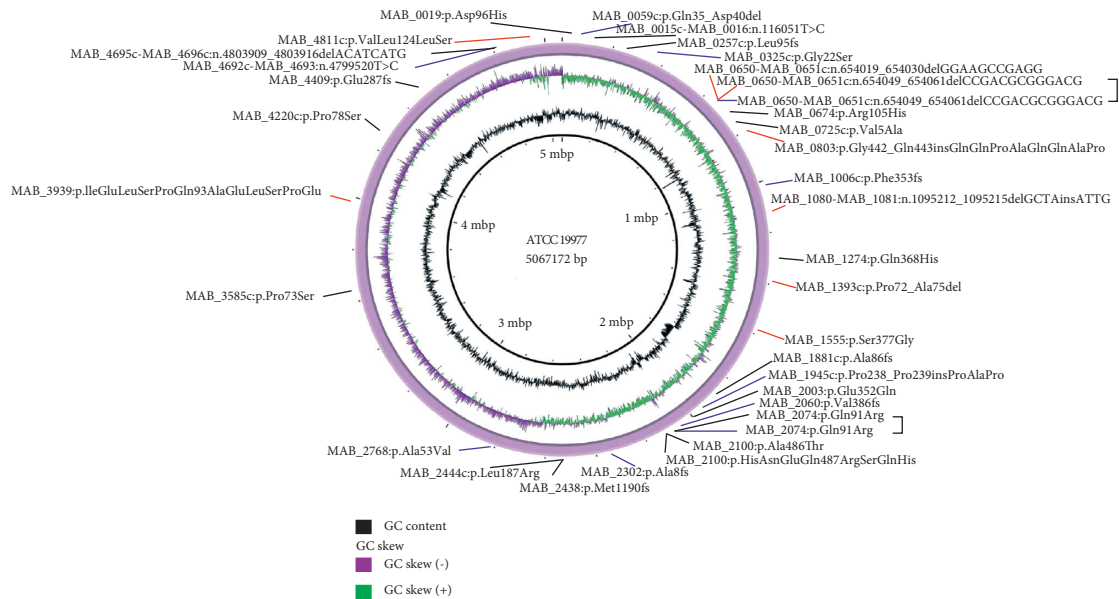 MAB_0019:p.Asp96His
MAB_0059c:p.Gln35_Asp40del
MAB_0015c-MAB_0016:n.116051T>C
MAB_4811c:p.ValLeu124LeuSer
MAB_0257c:p.Leu95fs
MAB_4695c-MAB_4696c:n.4803909_4803916delACATCATG
MAB_0325c:p.Gly22Ser
MAB_4692c-MAB_4693:n.4799520T>C
MAB_0650-MAB_0651c:n.654019_654030delGGAAGCCGAGG
MAB_4409:p.Glu287fs
MAB_0650-MAB_0651c:n.654049_654061delCCGACGCGGGACG
MAB_0650-MAB_0651c:n.654049_654061delCCGACGCGGGACG
MAB_0674:p.Arg105His
MAB_4220c:p.Pro78Ser
MAB_0725c:p.Val5Ala
MAB_0803:p.Gly442_Gln443insGlnGlnProAlaGlnGlnAlaPro
5 mbp
MAB_1006c:p.Phe353fs
MAB_3939:p.IleGluLeuSerProGln93AlaGluLeuSerProGlu
MAB_1080-MAB_1081:n.1095212_1095215delGCTAinsATTG
1 mbp
4 mbp
ATCC 19977
5067172 bp
MAB_1274:p.Gln368His
MAB_1393c:p.Pro72_Ala75del
MAB_3585c:p.Pro73Ser
3 mbp
2 mbp
MAB_1555:p.Ser377Gly
MAB_1881c:p.Ala86fs
MAB_1945c:p.Pro238_Pro239insProAlaPro
MAB_2003:p.Glu352Gln
MAB_2060:p.Val386fs
MAB_2074:p.Gln91Arg
MAB_2074:p.Gln91Arg
MAB_2100:p.Ala486Thr
MAB_2768:p.Ala53Val
MAB_2100:p.HisAsnGluGln487ArgSerGlnHis
MAB_2444c:p.Leu187Arg
MAB_2302:p.Ala8fs
MAB_2438:p.Met1190fs
GC content
GC skew
GC skew (-)
GC skew (+)